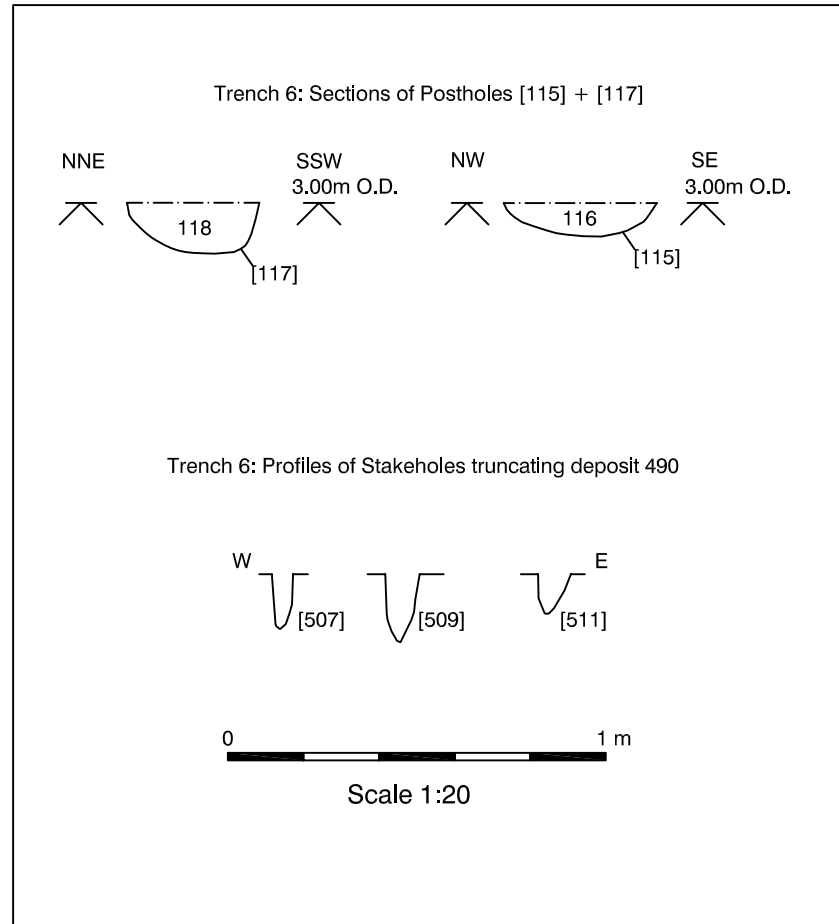 Trench 6: Sections of Postholes [115] + [117]
NNE
SSW
3.00m O.D.
NW
SE
3.00m O.D.
118
[117]
116
[115]
Trench 6: Profiles of Stakeholes truncating deposit 490
W
E
[507]
[509]
[511]
0
1 m
Scale 1:20